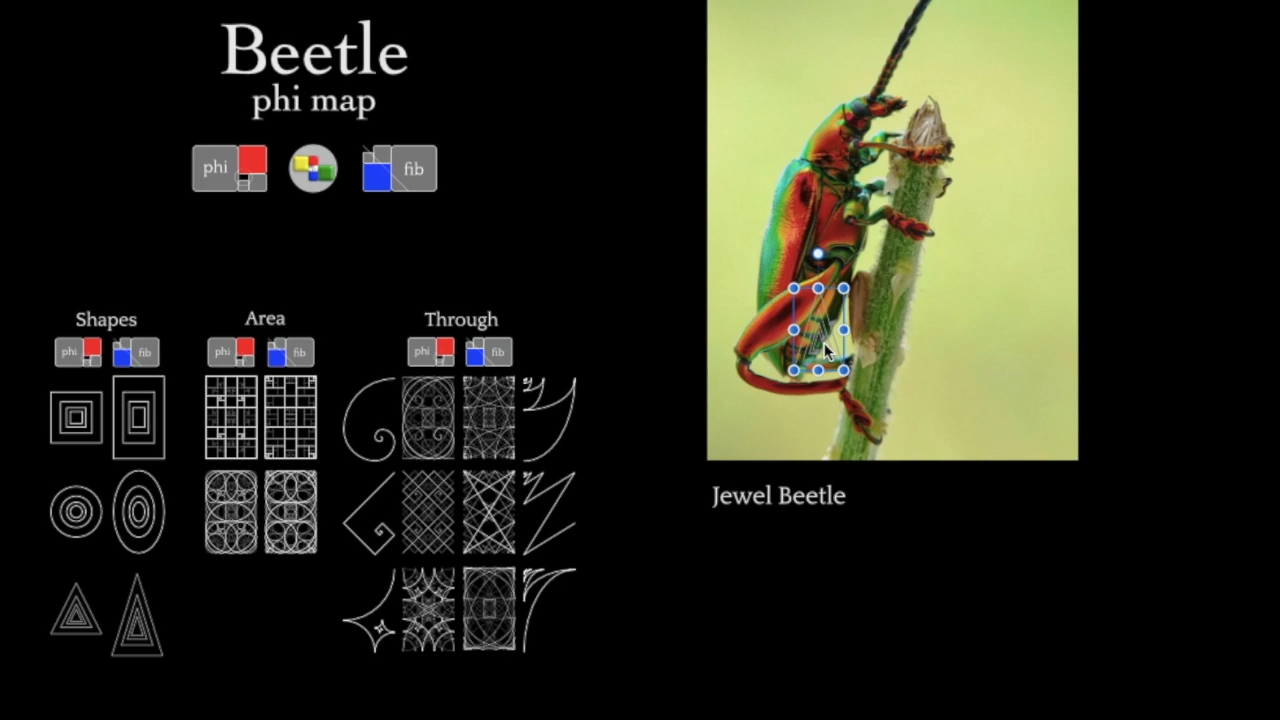 Beetle
phi map
phi
fib
Shapes
Area
Through
phi
fib
phi
fib
phi
fib
Jewel Beetle